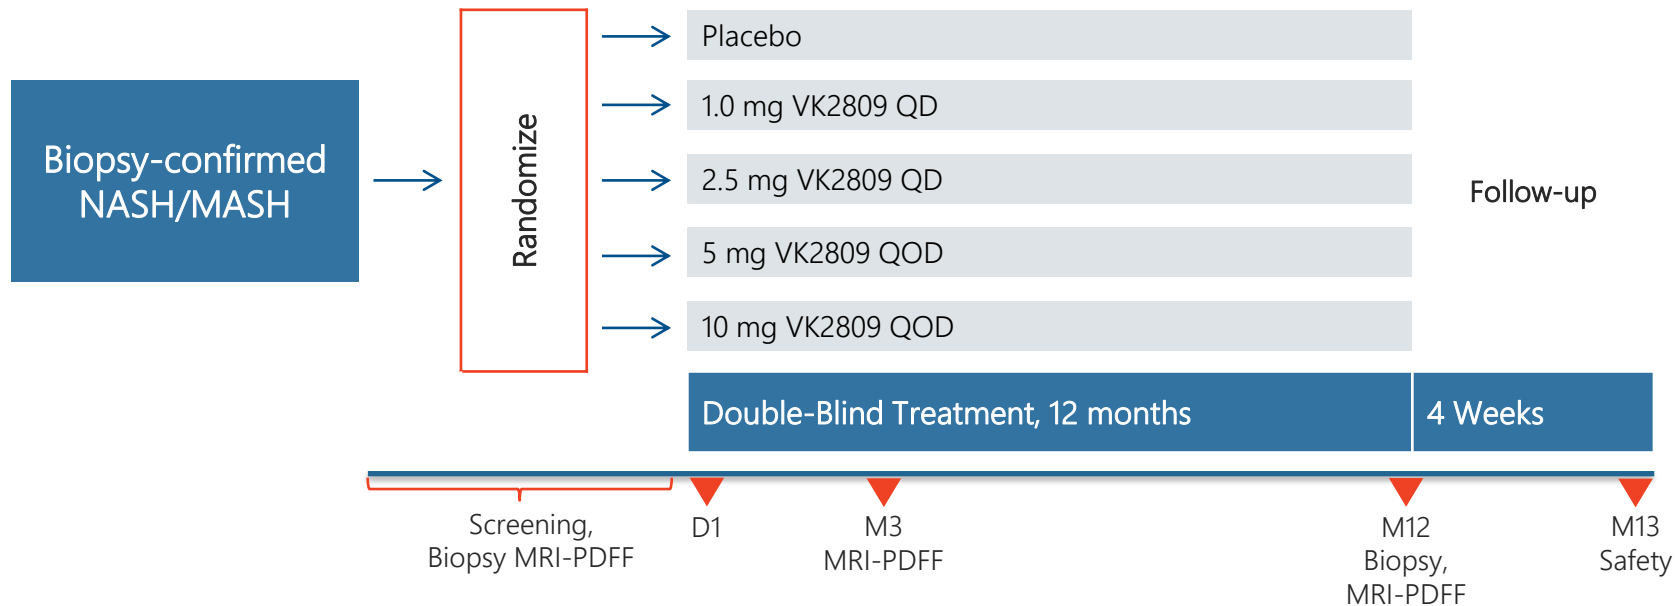 Biopsy-confirmed
NASH/MASH
Randomize
Placebo
1.0 mg VK2809 QD
2.5 mg VK2809 QD
5 mg VK2809 QOD
10 mg VK2809 QOD
Follow-up
Double-Blind Treatment, 12 months
4 Weeks
Screening,
Biopsy MRI-PDFF
D1
M3
MRI-PDFF
M12
Biopsy,
MRI-PDFF
M13
Safety